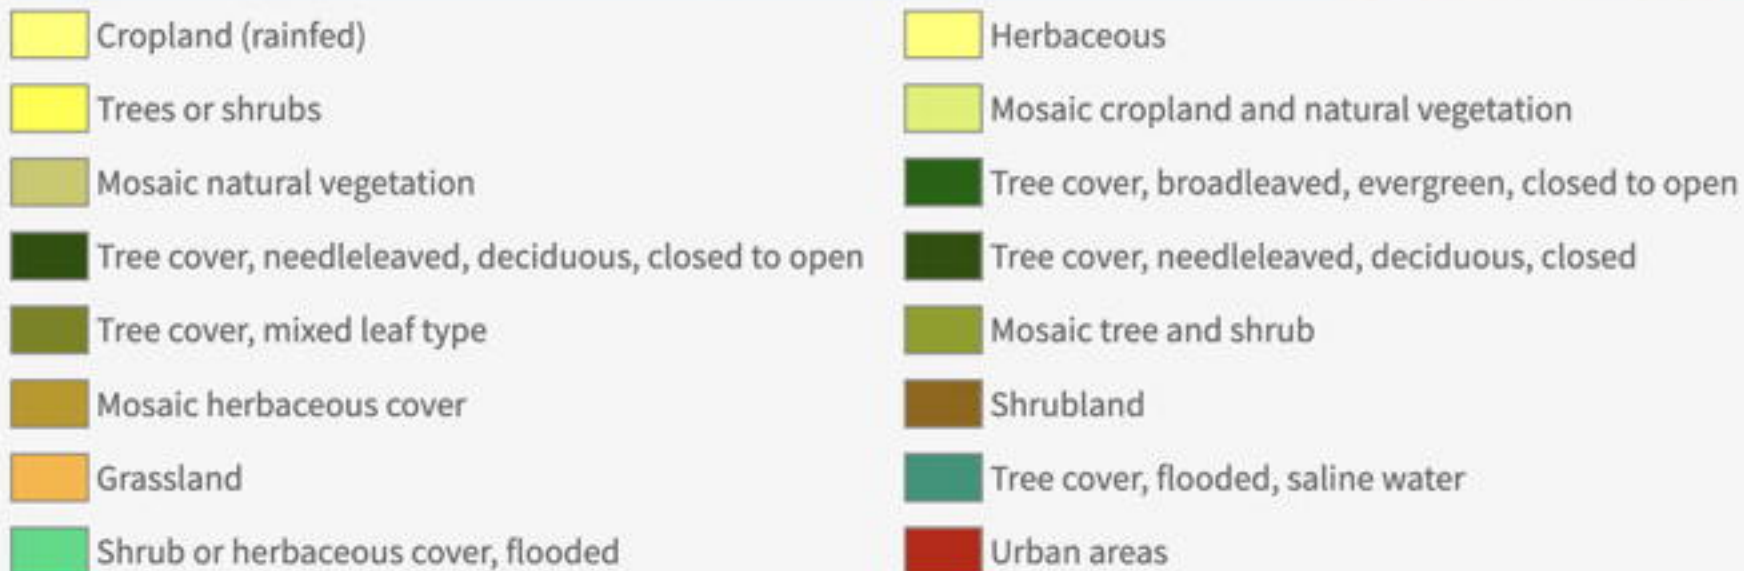 Cropland (rainfed)
Herbaceous
Trees or shrubs
Mosaic cropland and natural vegetation
Mosaic natural vegetation
Tree cover, broadleaved, evergreen, closed to open
Tree cover, needleleaved, deciduous, closed to open
Tree cover, needleleaved, deciduous, closed
Tree cover, mixed leaf type
Mosaic tree and shrub
Mosaic herbaceous cover
Shrubland
Grassland
Tree cover, flooded, saline water
Shrub or herbaceous cover, flooded
Urban areas